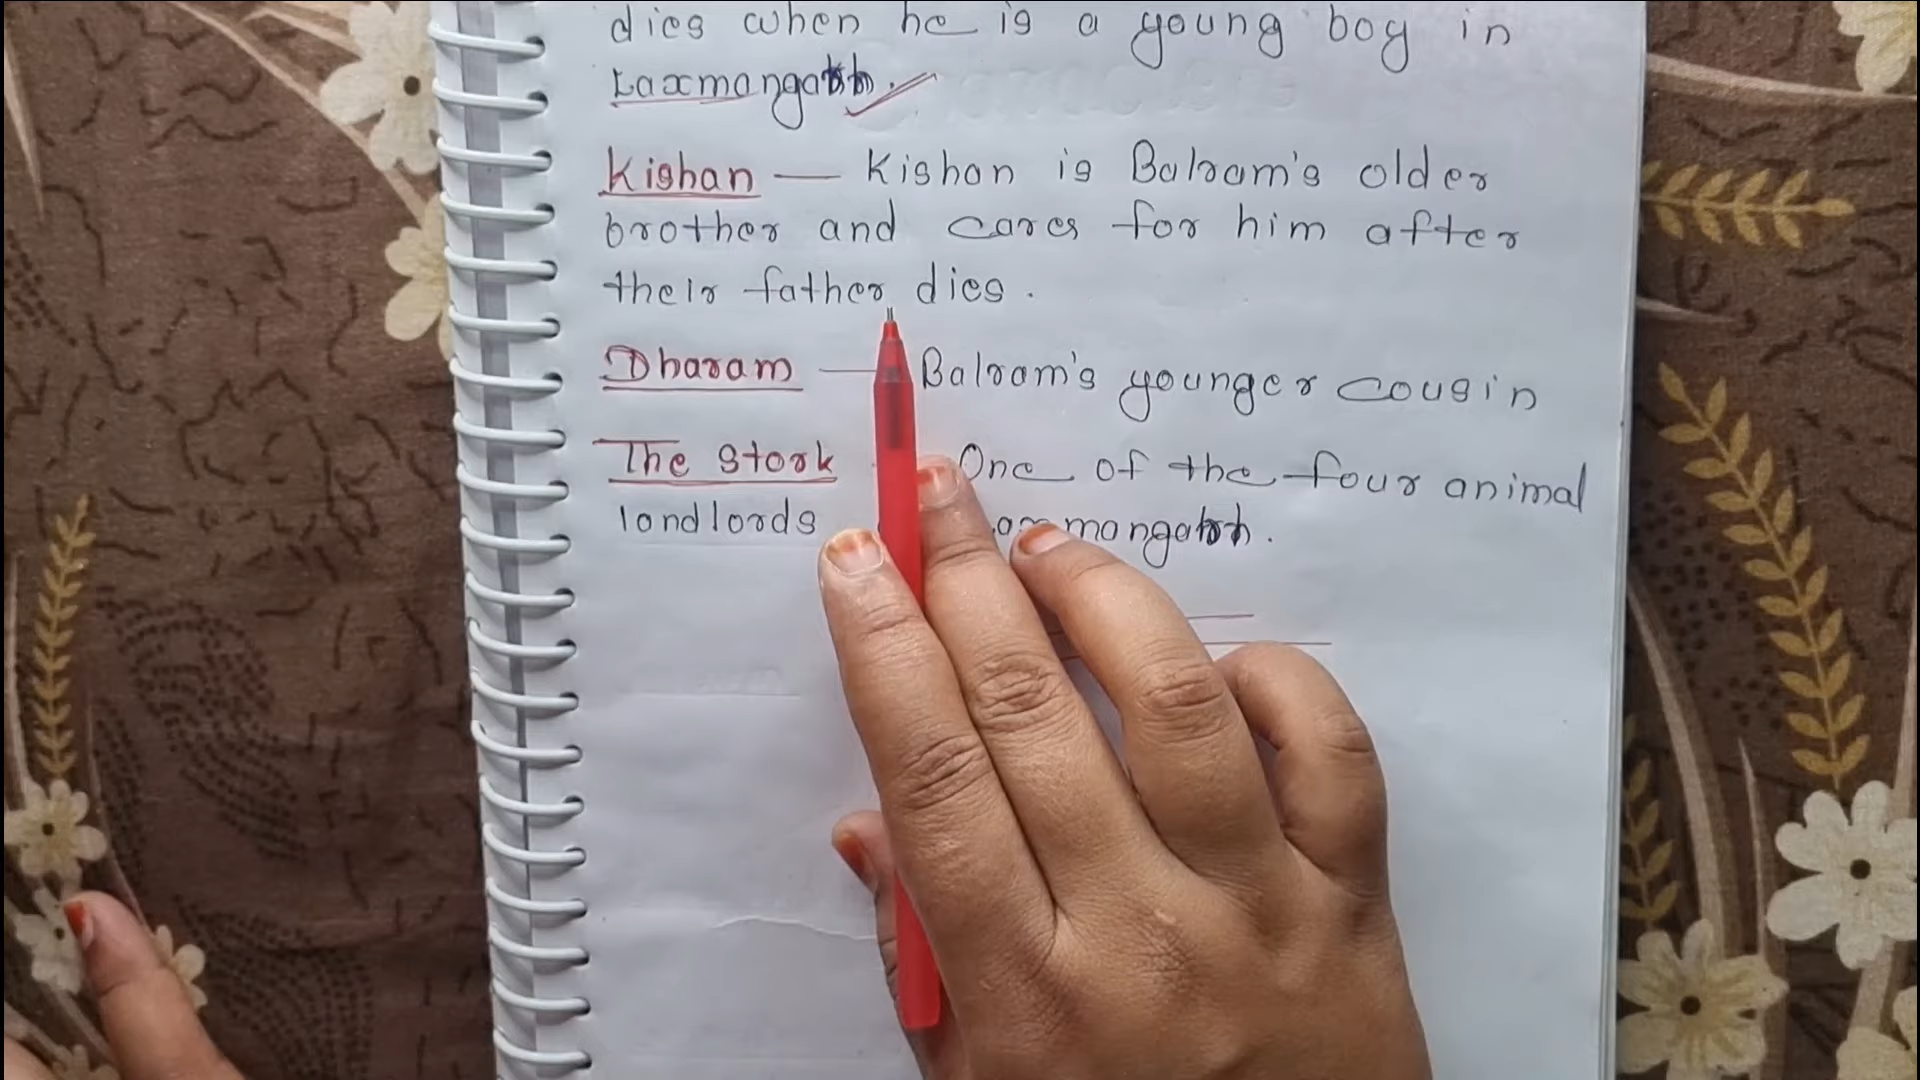 dies when he is a young boy in
Laxmangarh.
Kishan — Kishan is Balram's older
brother and cares for him after
their father dies.
Dharam — Balram's younger cousin
The Stork One of the four animal
landlords